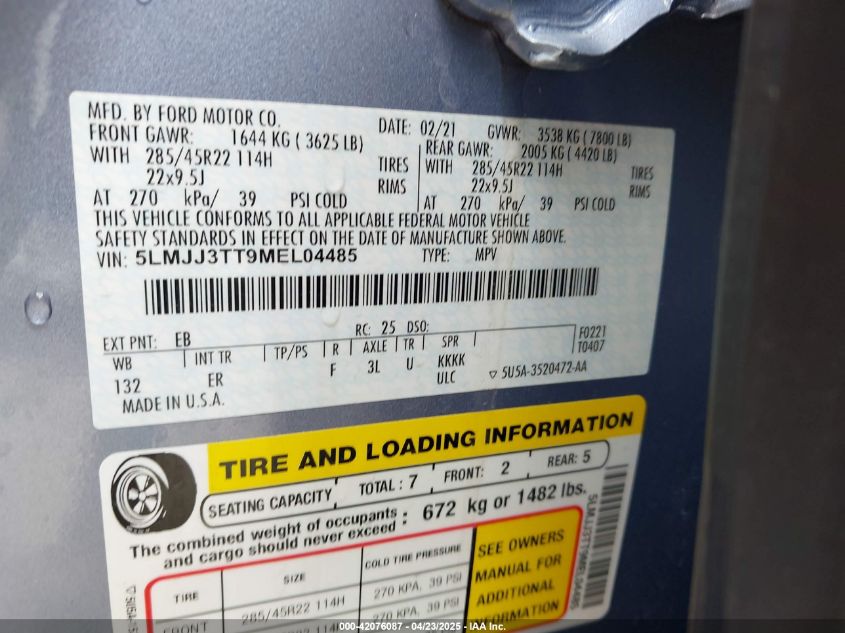 MFD. BY FORD MOTOR CO. DATE: 02/21 GVWR: 3538 KG ( 7800 LB)
FRONT GAWR: 1644 KG ( 3625 LB) REAR GAWR: 2005 KG ( 4420 LB)
WITH 285/45R22 114H TIRES WITH 285/45R22 114H TIRES
22x9.5J RIMS 22x9.5J RIMS
AT 270 kPa/ 39 PSI COLD AT 270 kPa/ 39 PSI COLD
THIS VEHICLE CONFORMS TO ALL APPLICABLE FEDERAL MOTOR VEHICLE
SAFETY STANDARDS IN EFFECT ON THE DATE OF MANUFACTURE SHOWN ABOVE.
VIN: 5LMJJ3TT9MEL04485 TYPE: MPV
EXT PNT: EB RC: 25 DSO: F0221
WB INT TR TP/PS R AXLE TR SPR T0407
132 ER F 3L U KKKK
ULC ▽ 5U5A-3520472-AA
MADE IN U.S.A.
TIRE AND LOADING INFORMATION
SEATING CAPACITY TOTAL: 7 FRONT: 2 REAR: 5
The combined weight of occupants and cargo should never exceed : 672 kg or 1482 lbs.
TIRE SIZE COLD TIRE PRESSURE
FRONT 285/45R22 114H 270 KPA, 39 PSI
SEE OWNERS
MANUAL FOR
ADDITIONAL
INFORMATION
5LMJJ3TT9MEL04485
000-42076087 - 04/23/2025 - IAA Inc.